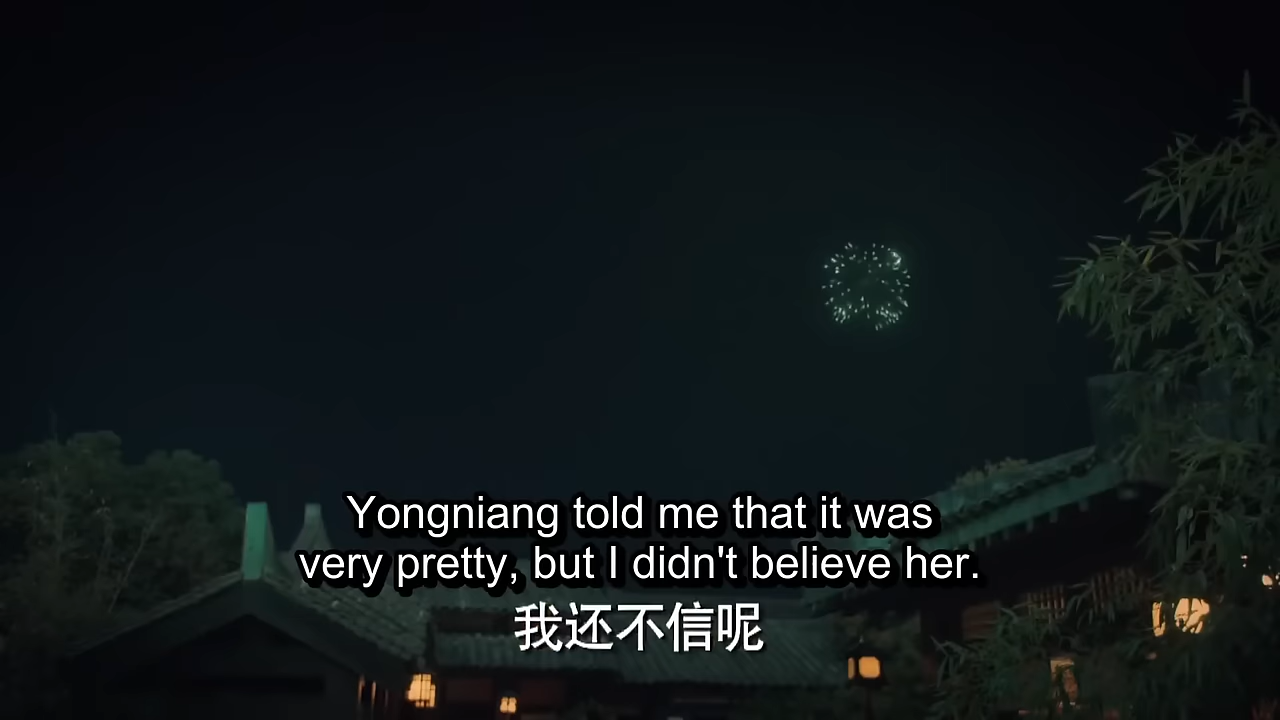 Yongniang told me that it was
very pretty, but I didn't believe her.
我还不信呢